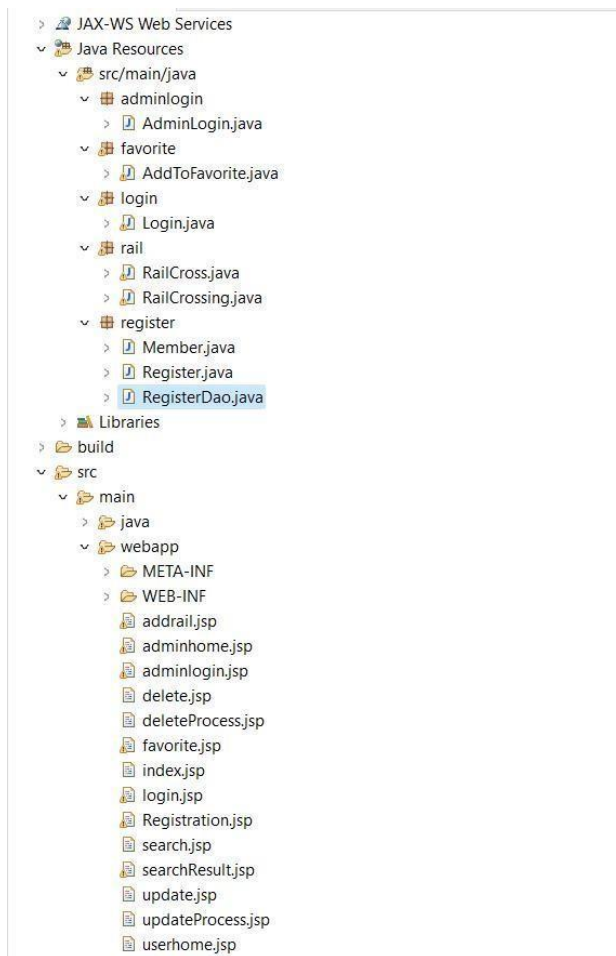 JAX-WS Web Services
Java Resources
src/main/java
adminlogin
AdminLogin.java
favorite
AddToFavorite.java
login
Login.java
rail
RailCross.java
RailCrossing.java
register
Member.java
Register.java
RegisterDao.java
Libraries
build
src
main
java
webapp
META-INF
WEB-INF
addrail.jsp
adminhome.jsp
adminlogin.jsp
delete.jsp
deleteProcess.jsp
favorite.jsp
index.jsp
login.jsp
Registration.jsp
search.jsp
searchResult.jsp
update.jsp
updateProcess.jsp
userhome.jsp